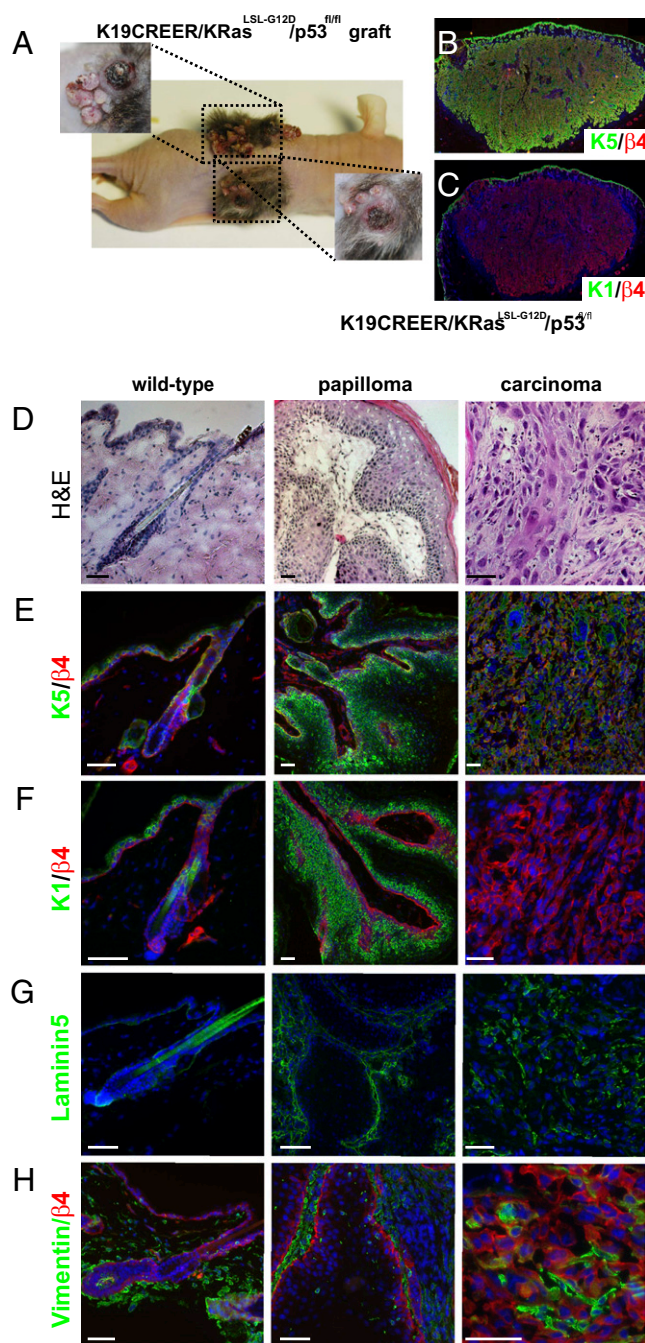 A
K19CREER/KRas LSL-G12D /p53 fl/fl graft
B
K5/β4
C
K1/β4
K19CREER/KRas LSL-G12D /p53 fl/fl
wild-type papilloma carcinoma
D
H&E
E
K5/β4
F
K1/β4
G
Laminin5
H
Vimentin/β4